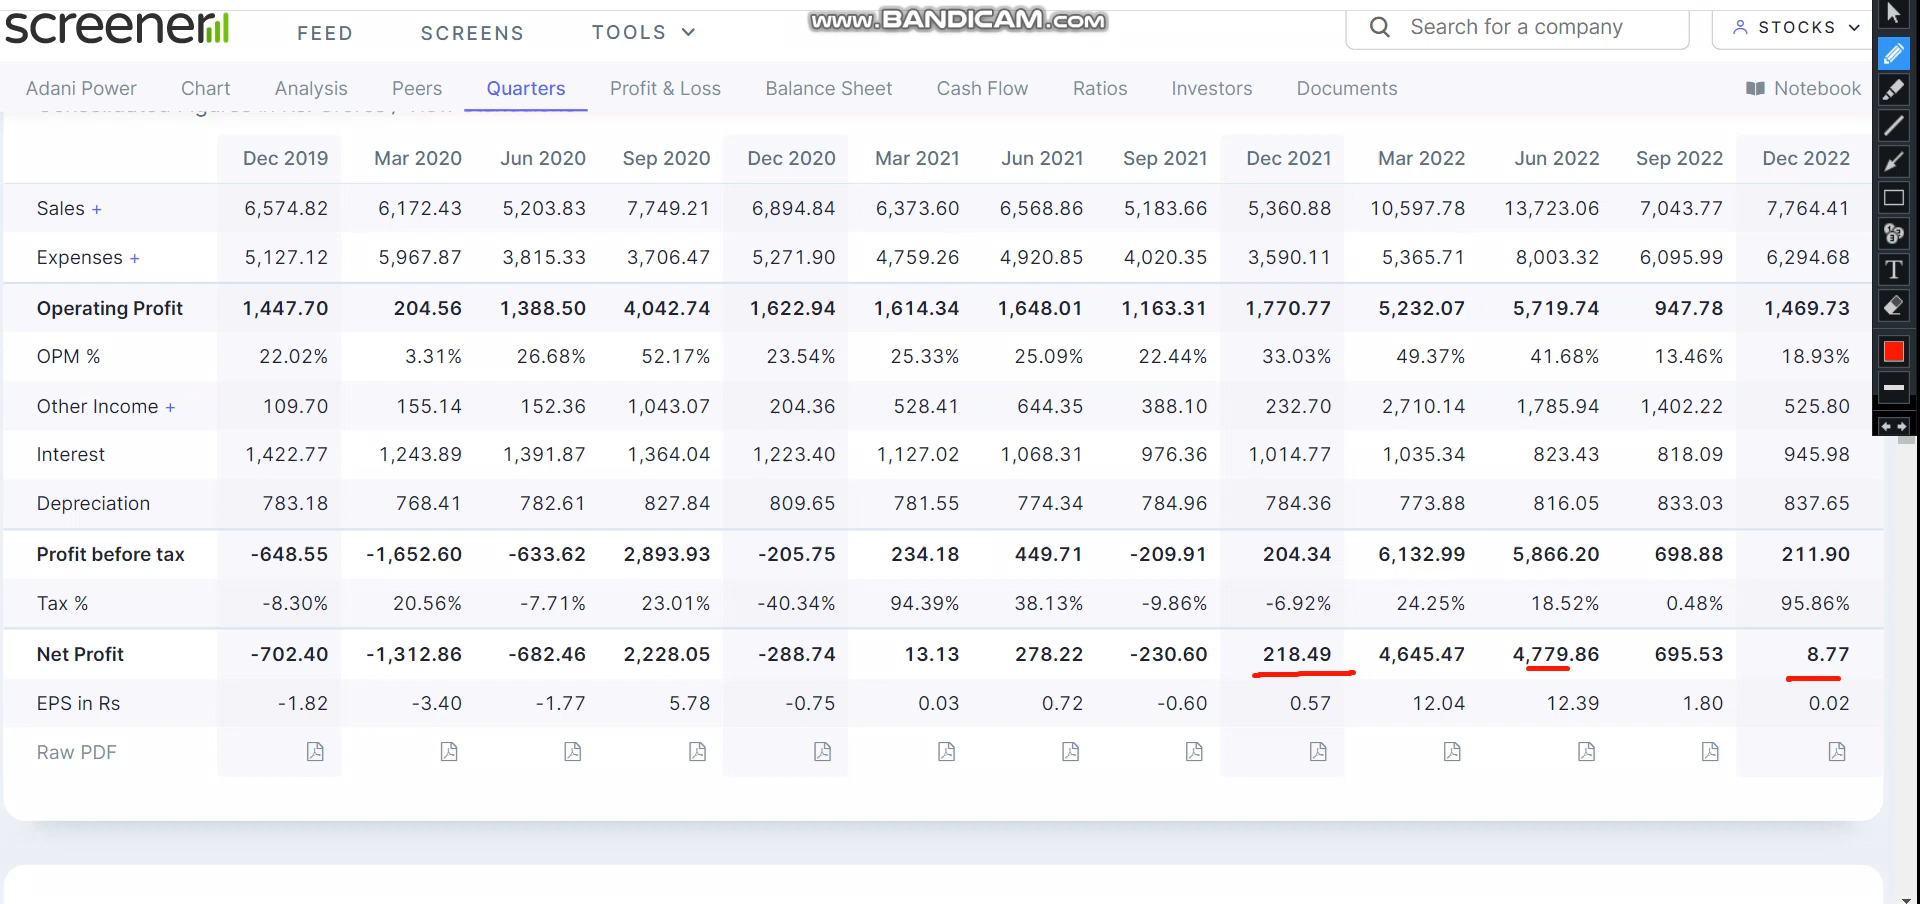 screener
FEED SCREENS TOOLS
www.BANDICAM.com
Search for a company
STOCKS
Adani Power Chart Analysis Peers Quarters Profit & Loss Balance Sheet Cash Flow Ratios Investors Documents Notebook
Dec 2019 Mar 2020 Jun 2020 Sep 2020 Dec 2020 Mar 2021 Jun 2021 Sep 2021 Dec 2021 Mar 2022 Jun 2022 Sep 2022 Dec 2022
Sales + 6,574.82 6,172.43 5,203.83 7,749.21 6,894.84 6,373.60 6,568.86 5,183.66 5,360.88 10,597.78 13,723.06 7,043.77 7,764.41
Expenses + 5,127.12 5,967.87 3,815.33 3,706.47 5,271.90 4,759.26 4,920.85 4,020.35 3,590.11 5,365.71 8,003.32 6,095.99 6,294.68
Operating Profit 1,447.70 204.56 1,388.50 4,042.74 1,622.94 1,614.34 1,648.01 1,163.31 1,770.77 5,232.07 5,719.74 947.78 1,469.73
OPM % 22.02% 3.31% 26.68% 52.17% 23.54% 25.33% 25.09% 22.44% 33.03% 49.37% 41.68% 13.46% 18.93%
Other Income + 109.70 155.14 152.36 1,043.07 204.36 528.41 644.35 388.10 232.70 2,710.14 1,785.94 1,402.22 525.80
Interest 1,422.77 1,243.89 1,391.87 1,364.04 1,223.40 1,127.02 1,068.31 976.36 1,014.77 1,035.34 823.43 818.09 945.98
Depreciation 783.18 768.41 782.61 827.84 809.65 781.55 774.34 784.96 784.36 773.88 816.05 833.03 837.65
Profit before tax -648.55 -1,652.60 -633.62 2,893.93 -205.75 234.18 449.71 -209.91 204.34 6,132.99 5,866.20 698.88 211.90
Tax % -8.30% 20.56% -7.71% 23.01% -40.34% 94.39% 38.13% -9.86% -6.92% 24.25% 18.52% 0.48% 95.86%
Net Profit -702.40 -1,312.86 -682.46 2,228.05 -288.74 13.13 278.22 -230.60 218.49 4,645.47 4,779.86 695.53 8.77
EPS in Rs -1.82 -3.40 -1.77 5.78 -0.75 0.03 0.72 -0.60 0.57 12.04 12.39 1.80 0.02
Raw PDF